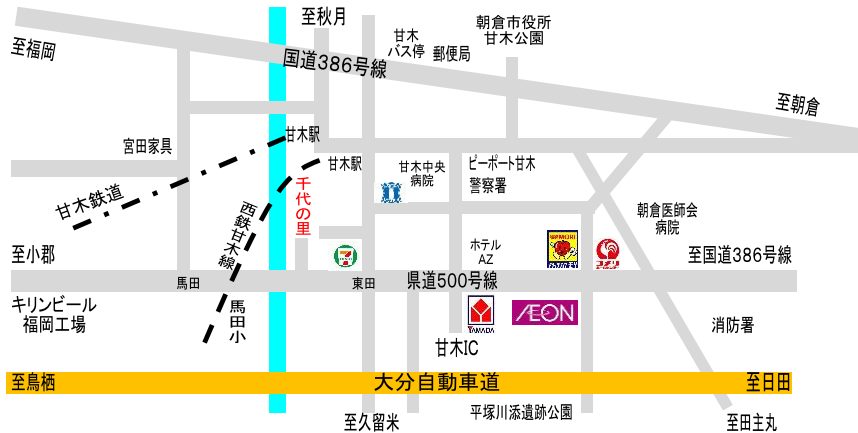 至秋月
朝倉市役所
甘木公園
甘木
バス停
郵便局
至福岡
国道386号線
至朝倉
宮田家具
甘木駅
甘木駅
甘木中央
病院
ピーポート甘木
警察署
甘木鉄道
千代の里
西鉄甘木線
朝倉医師会
病院
至小郡
ホテル
AZ
至国道386号線
馬田
東田
県道500号線
キリンビール
福岡工場
馬田小
YAMADA
ÆON
消防署
甘木IC
至鳥栖
大分自動車道
至日田
至久留米
平塚川添遺跡公園
至田主丸